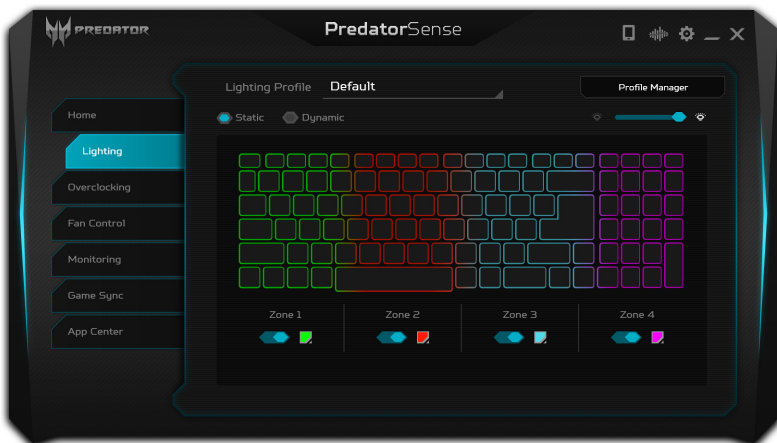 PREDATOR
PredatorSense
Lighting Profile Default
Profile Manager
Static Dynamic
Home
Lighting
Overclocking
Fan Control
Monitoring
Game Sync
App Center
Zone 1 Zone 2 Zone 3 Zone 4